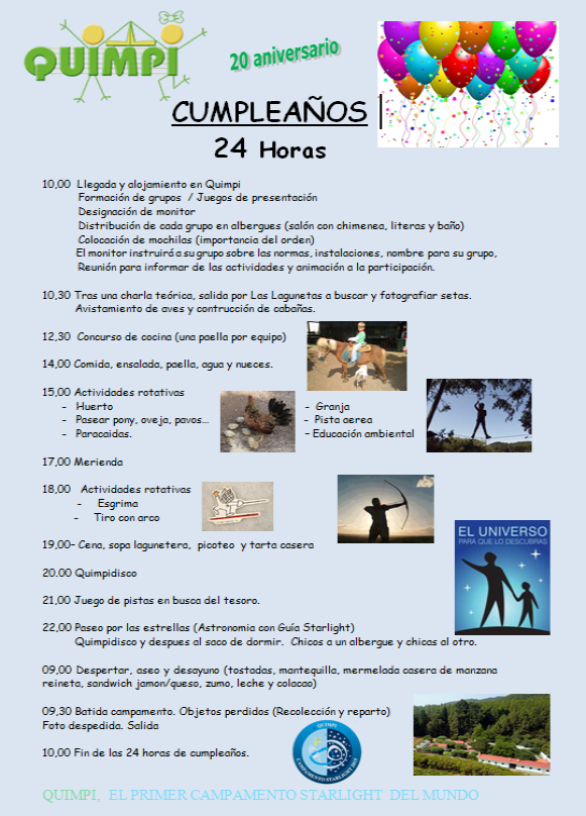 QUIMPI
20 aniversario
CUMPLEAÑOS
24 Horas
10,00 Llegada y alojamiento en Quimpi
Formación de grupos / Juegos de presentación
Designación de monitor
Distribución de cada grupo en albergues (salón con chimenea, literas y baño)
Colocación de mochilas (importancia del orden)
El monitor instruirá a su grupo sobre las normas, instalaciones, nombre para su grupo,
Reunión para informar de las actividades y animación a la participación.
10,30 Tras una charla teórica, salida por Las Lagunetas a buscar y fotografiar setas.
Avistamiento de aves y contrucción de cabañas.
12,30 Concurso de cocina (una paella por equipo)
14,00 Comida, ensalada, paella, agua y nueces.
15,00 Actividades rotativas
- Huerto - Granja
- Pasear pony, oveja, pavos... - Pista aerea
- Paracaidas. – Educación ambiental
17,00 Merienda
18,00 Actividades rotativas
- Esgrima
- Tiro con arco
19,00– Cena, sopa lagunetera, picoteo y tarta casera
EL UNIVERSO
PARA QUE LO DESCUBRAS
20.00 Quimpidisco
21,00 Juego de pistas en busca del tesoro.
22,00 Paseo por las estrellas (Astronomia con Guía Starlight)
Quimpidisco y despues al saco de dormir. Chicos a un albergue y chicas al otro.
09,00 Despertar, aseo y desayuno (tostadas, mantequilla, mermelada casera de manzana
reineta, sandwich jamon/queso, zumo, leche y colacao)
09,30 Batida campamento. Objetos perdidos (Recolección y reparto)
Foto despedida. Salida
QUIMPI
CAMPAMENTO STARLIGHT
10,00 Fin de las 24 horas de cumpleaños.
QUIMPI, EL PRIMER CAMPAMENTO STARLIGHT DEL MUNDO